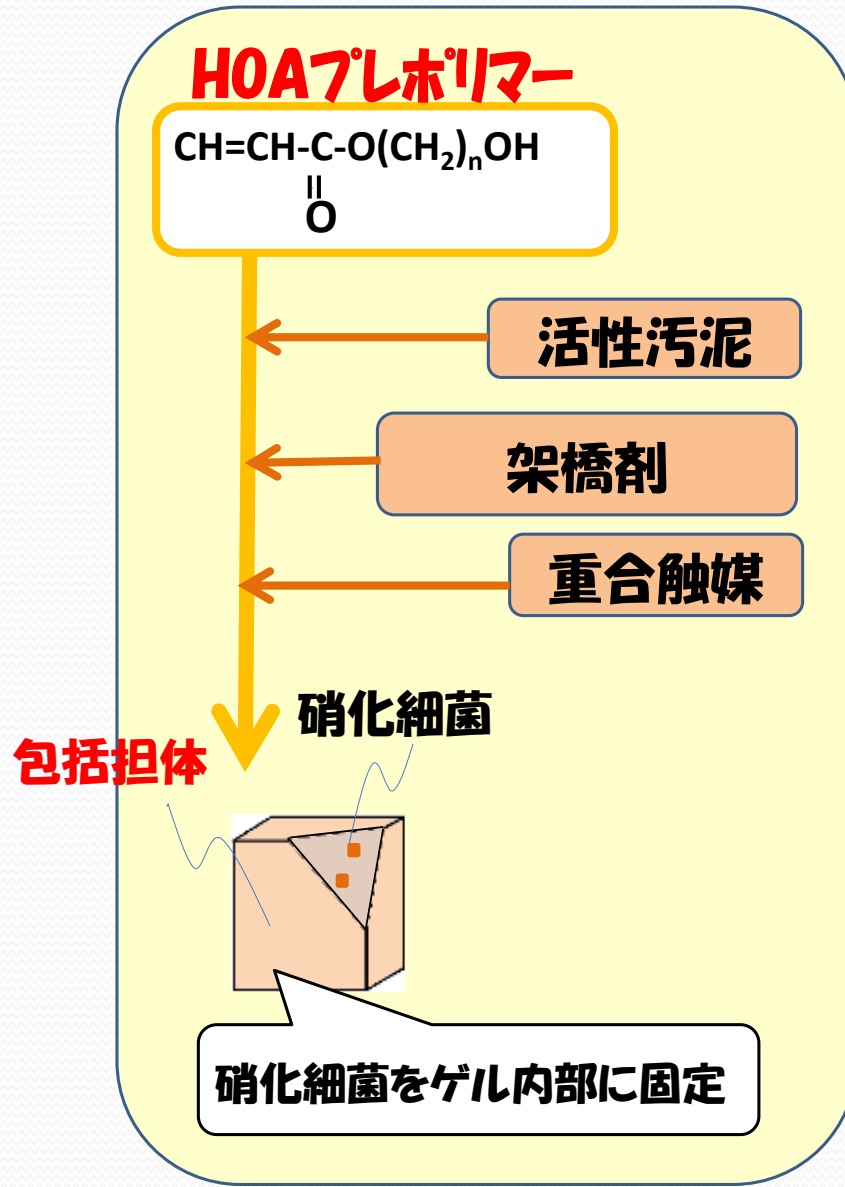 HOAプレポリマー
CH=CH-C-O(CH₂)ₙOH
=
O
活性汚泥
架橋剤
重合触媒
硝化細菌
包括担体
硝化細菌をゲル内部に固定